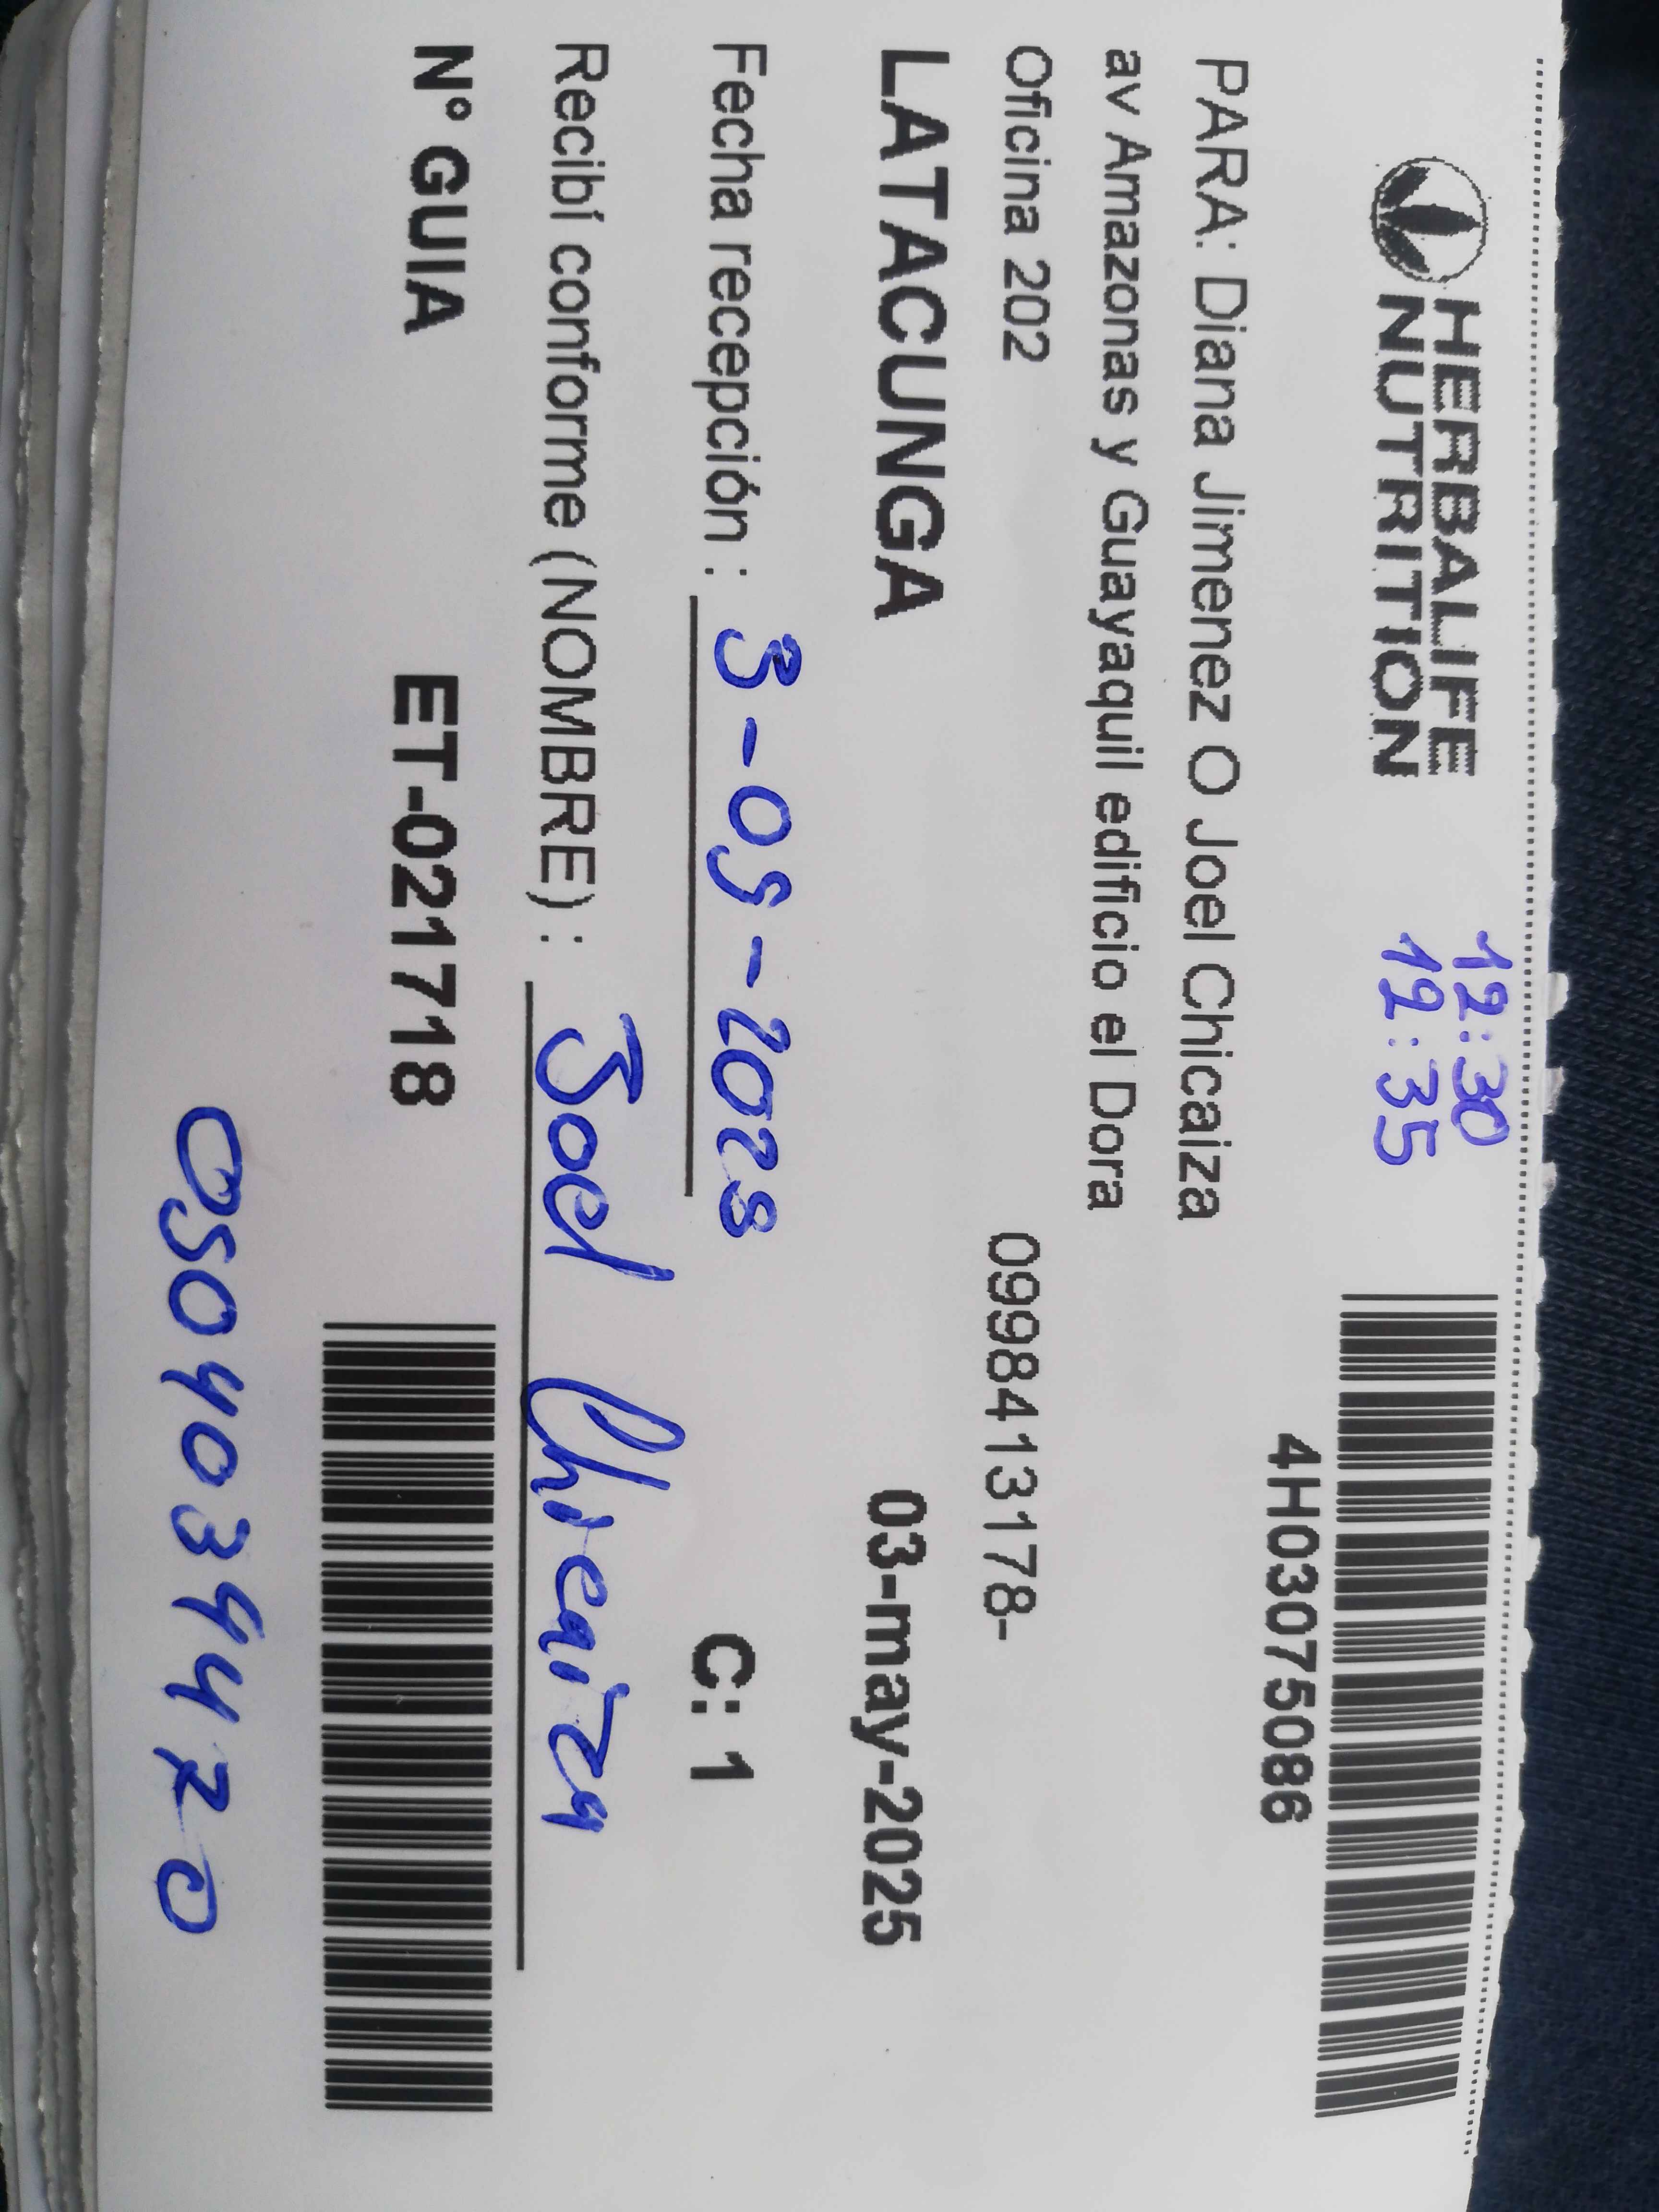 HERBALIFE
NUTRITION
12:30
12:35
4H03075086
PARA: Diana Jimenez O Joel Chicaiza
av Amazonas y Guayaquil edificio el Dora
Oficina 202
0998413178-
LATACUNGA
03-may-2025
Fecha recepción : 3-05-2025
C: 1
Recibí conforme (NOMBRE) : Joel Chicaiza
N° GUIA
ET-021718
0504039470